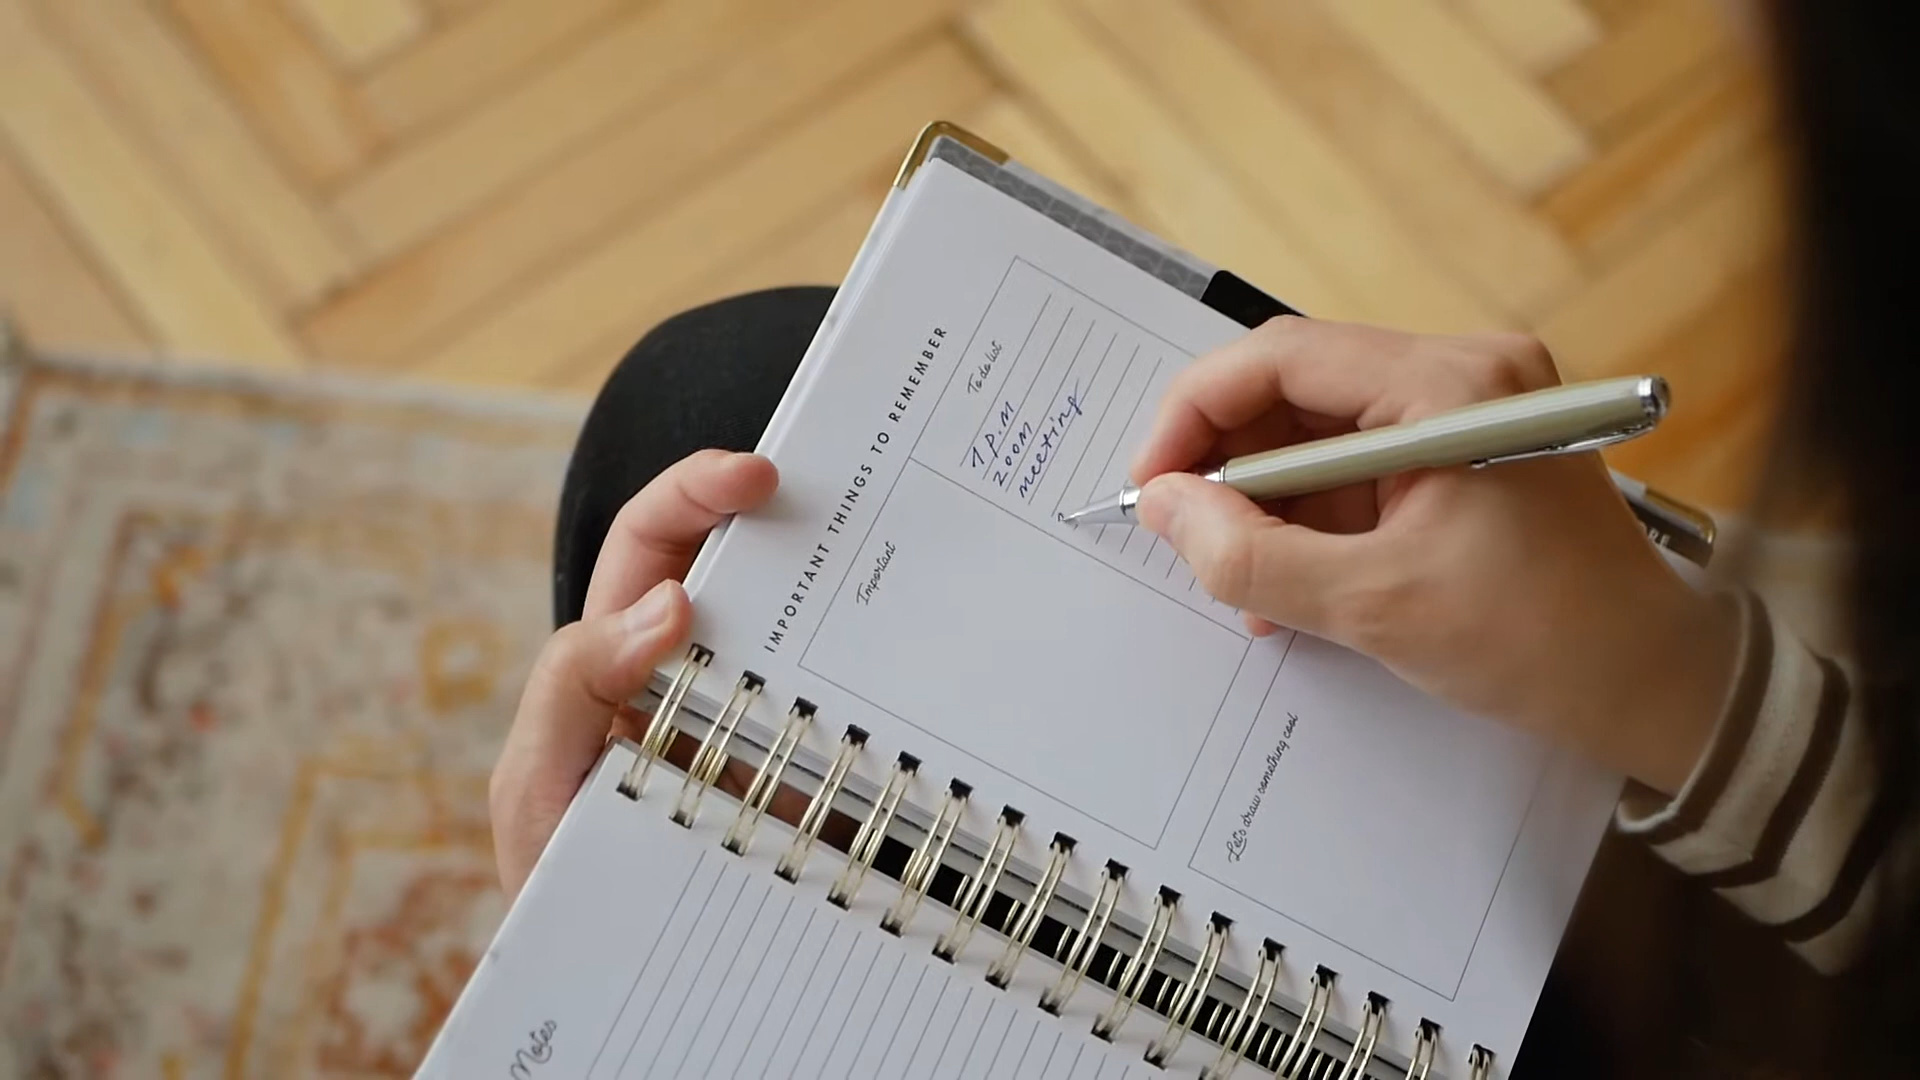 IMPORTANT THINGS TO REMEMBER
To do list
1 P.M
ZOOM
meeting
Important
Let's draw something cool
Notes